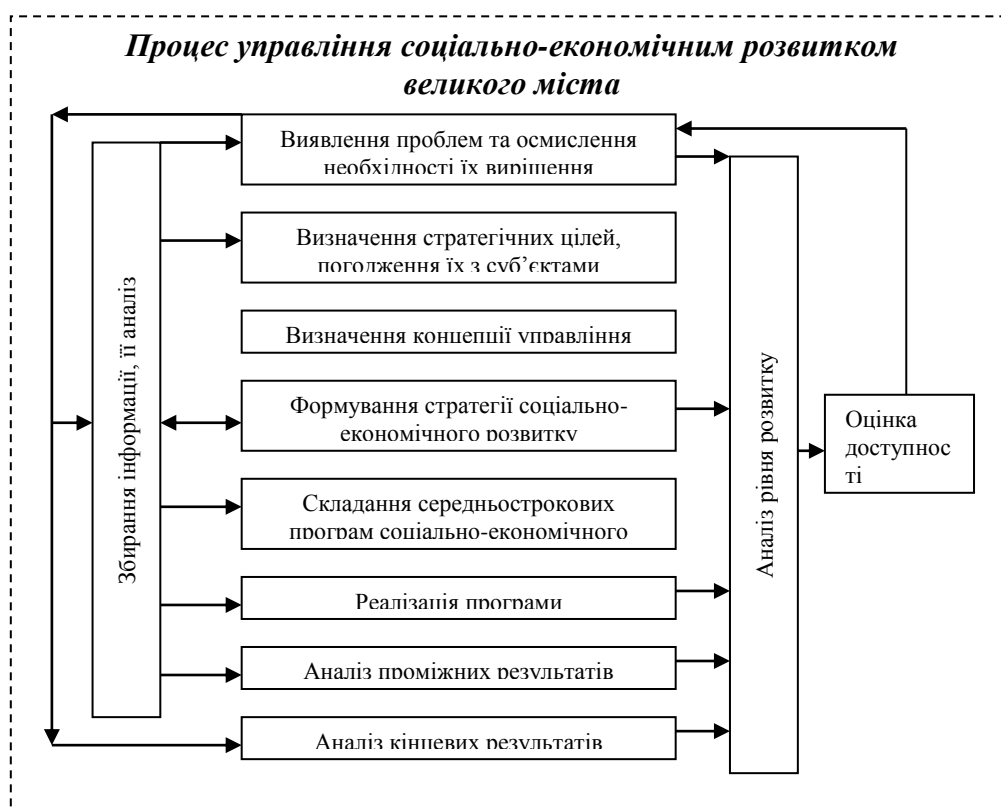 Процес управління соціально-економічним розвитком
великого міста
Виявлення проблем та осмислення
необхідності їх вирішення
Визначення стратегічних цілей,
погодження їх з суб’єктами
Визначення концепції управління
Формування стратегії соціально-
економічного розвитку
Складання середньострокових
програм соціально-економічного
Реалізація програми
Аналіз проміжних результатів
Аналіз кінцевих результатів
Збирання інформації, її аналіз
Аналіз рівня розвитку
Оцінка
доступнос
ті